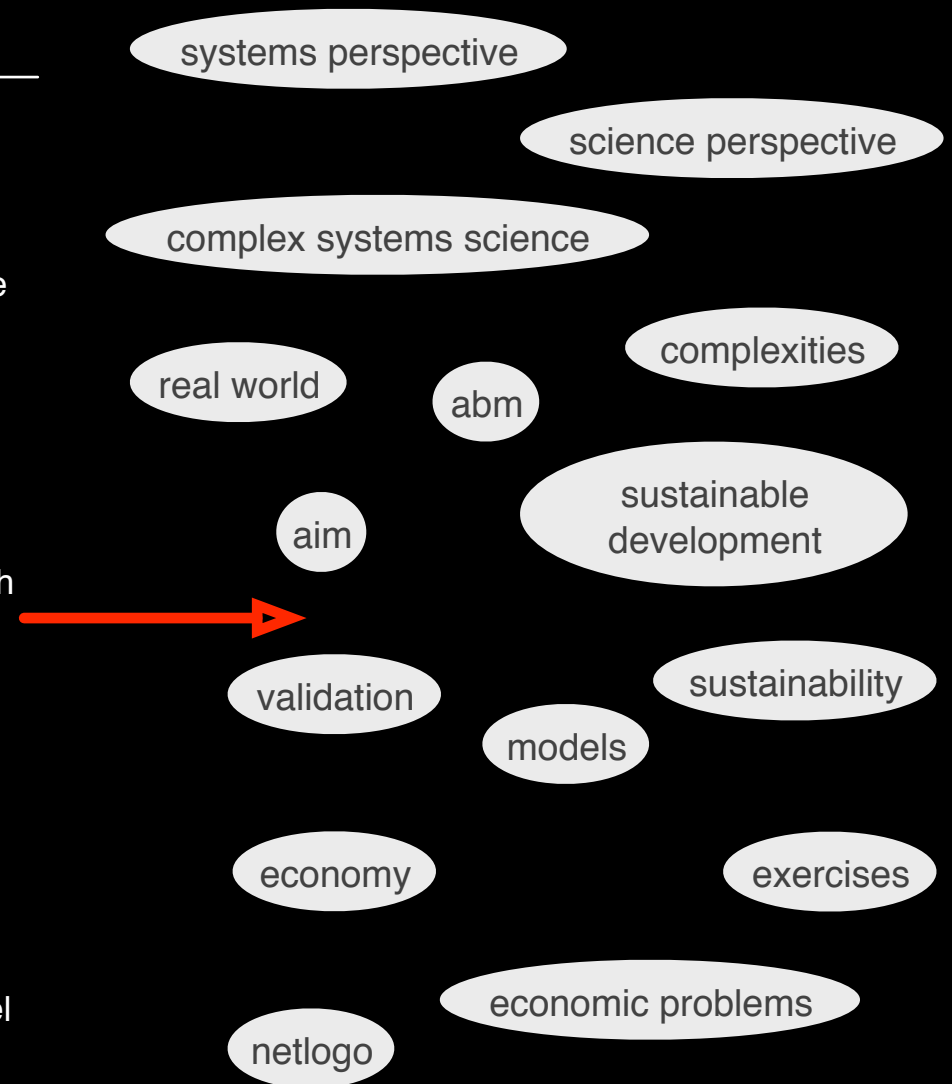 systems perspective
science perspective
complex systems science
complexities
real world
abm
sustainable
development
aim
validation
sustainability
models
economy
exercises
economic problems
netlogo